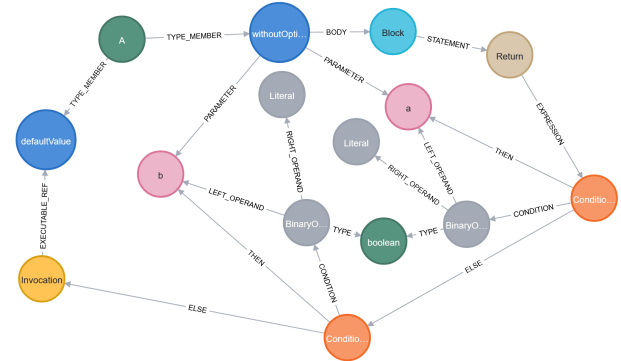 A
TYPE_MEMBER
withoutOpti...
BODY
Block
STATEMENT
Return
TYPE_MEMBER
PARAMETER
PARAMETER
EXPRESSION
defaultValue
Literal
a
RIGHT_OPERAND
Literal
LEFT_OPERAND
THEN
RIGHT_OPERAND
b
LEFT_OPERAND
EXECUTABLE_REF
BinaryO...
TYPE
boolean
TYPE
BinaryO...
CONDITION
Conditio...
THEN
CONDITION
ELSE
Invocation
ELSE
Conditio...